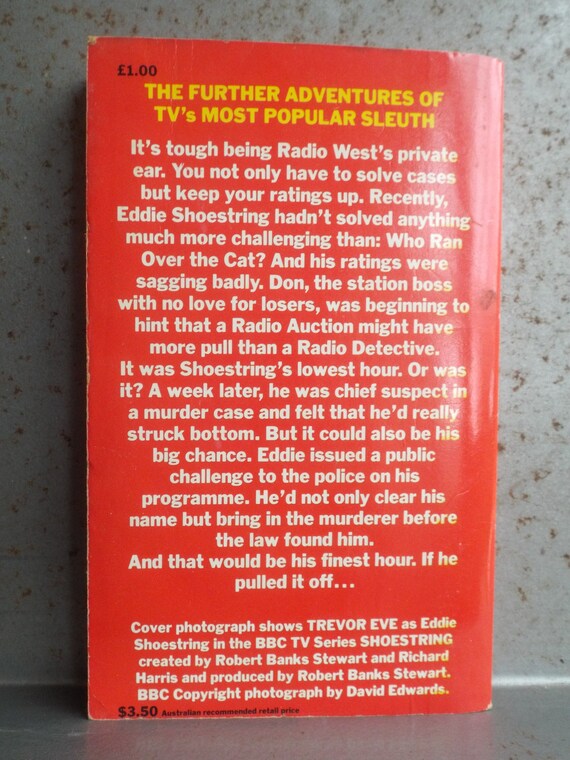 £1.00
THE FURTHER ADVENTURES OF
TV's MOST POPULAR SLEUTH
It's tough being Radio West's private
ear. You not only have to solve cases
but keep your ratings up. Recently,
Eddie Shoestring hadn't solved anything
much more challenging than: Who Ran
Over the Cat? And his ratings were
sagging badly. Don, the station boss
with no love for losers, was beginning to
hint that a Radio Auction might have
more pull than a Radio Detective.
It was Shoestring's lowest hour. Or was
it? A week later, he was chief suspect in
a murder case and felt that he'd really
struck bottom. But it could also be his
big chance. Eddie issued a public
challenge to the police on his
programme. He'd not only clear his
name but bring in the murderer before
the law found him.
And that would be his finest hour. If he
pulled it off...
Cover photograph shows TREVOR EVE as Eddie
Shoestring in the BBC TV Series SHOESTRING
created by Robert Banks Stewart and Richard
Harris and produced by Robert Banks Stewart.
BBC Copyright photograph by David Edwards.
$3.50 Australian recommended retail price